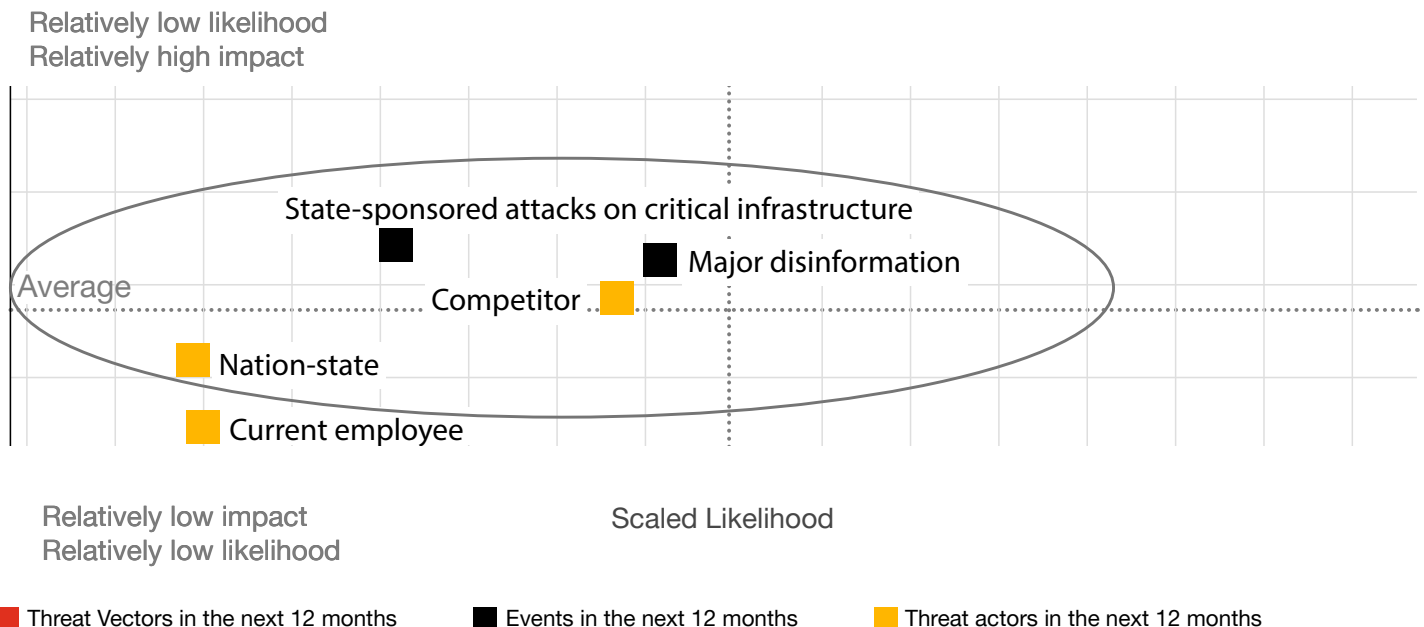 Relatively low likelihood
Relatively high impact
State-sponsored attacks on critical infrastructure
Major disinformation
Average
Competitor
Nation-state
Current employee
Relatively low impact
Relatively low likelihood
Scaled Likelihood
Threat Vectors in the next 12 months
Events in the next 12 months
Threat actors in the next 12 months